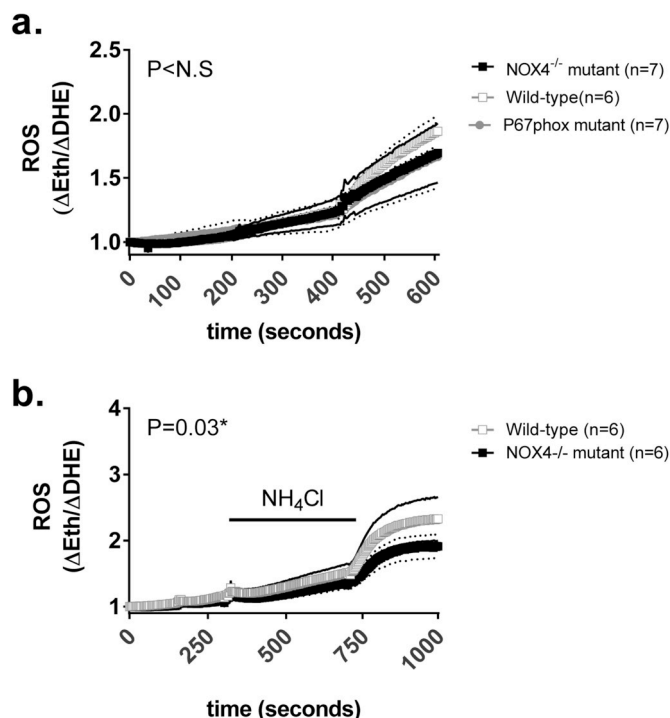 a.
P<N.S
ROS
(ΔEth/ΔDHE)
2.5
2.0
1.5
1.0
0
100
200
300
400
500
600
time (seconds)
NOX4-/- mutant (n=7)
Wild-type(n=6)
P67phox mutant (n=7)
b.
P=0.03*
NH4Cl
ROS
(ΔEth/ΔDHE)
4
3
2
1
0
250
500
750
1000
time (seconds)
Wild-type (n=6)
NOX4-/- mutant (n=6)